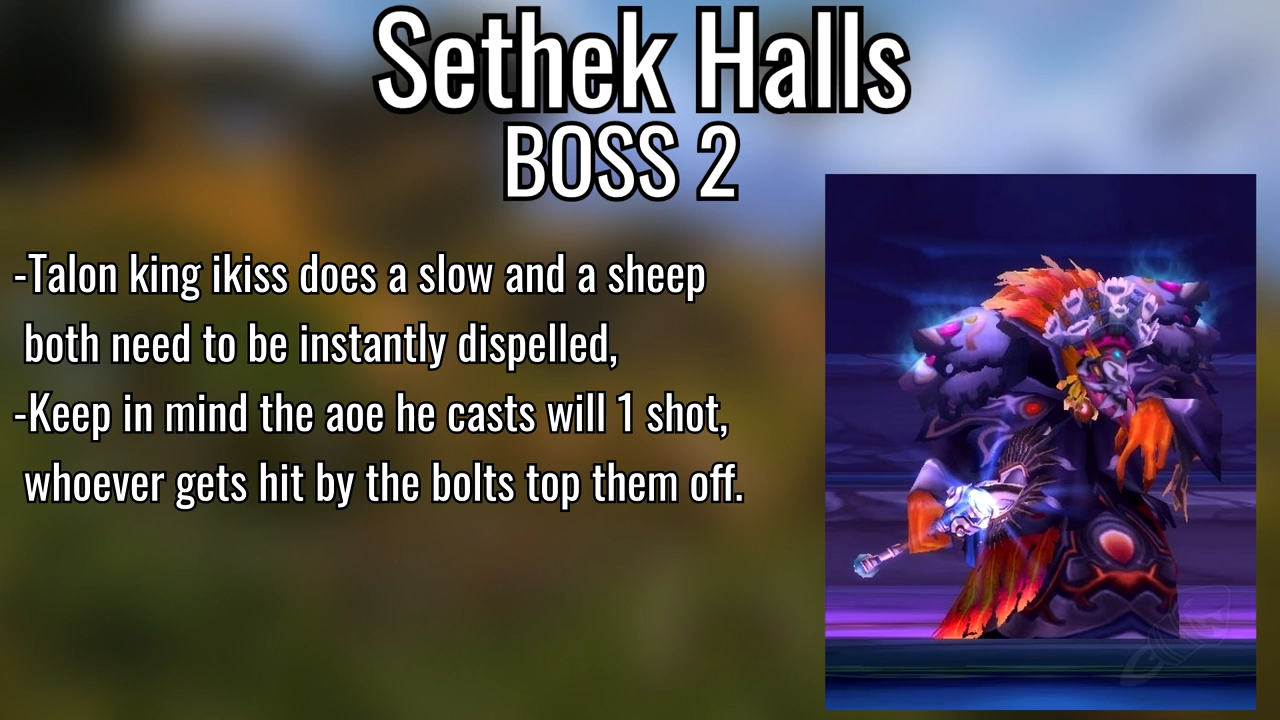 Sethek Halls
BOSS 2
-Talon king ikiss does a slow and a sheep
both need to be instantly dispelled,
-Keep in mind the aoe he casts will 1 shot,
whoever gets hit by the bolts top them off.